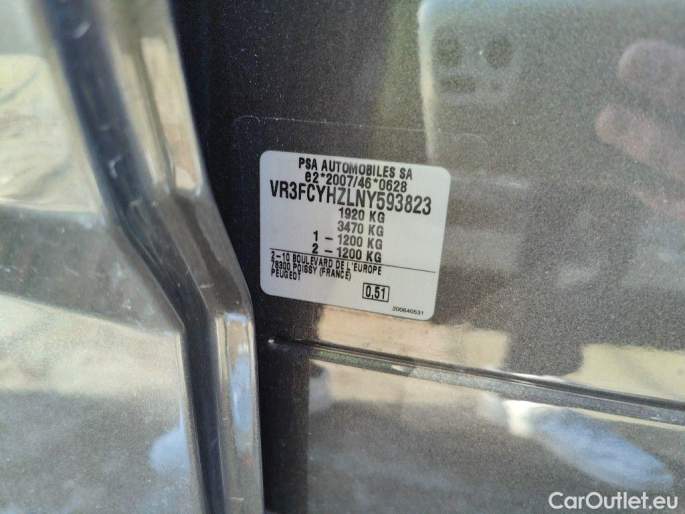 PSA AUTOMOBILES SA
e2*2007/46*0628
VR3FCYHZLNY593823
1920 KG
3470 KG
1 - 1200 KG
2 - 1200 KG
2-10 BOULEVARD DE L'EUROPE
78300 POISSY (FRANCE)
PEUGEOT
0.51
200640531
CarOutlet.eu